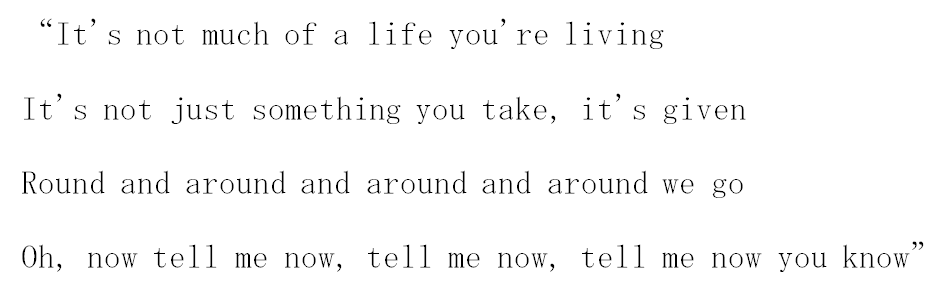 “It’s not much of a life you’re living
It’s not just something you take, it’s given
Round and around and around and around we go
Oh, now tell me now, tell me now, tell me now you know”